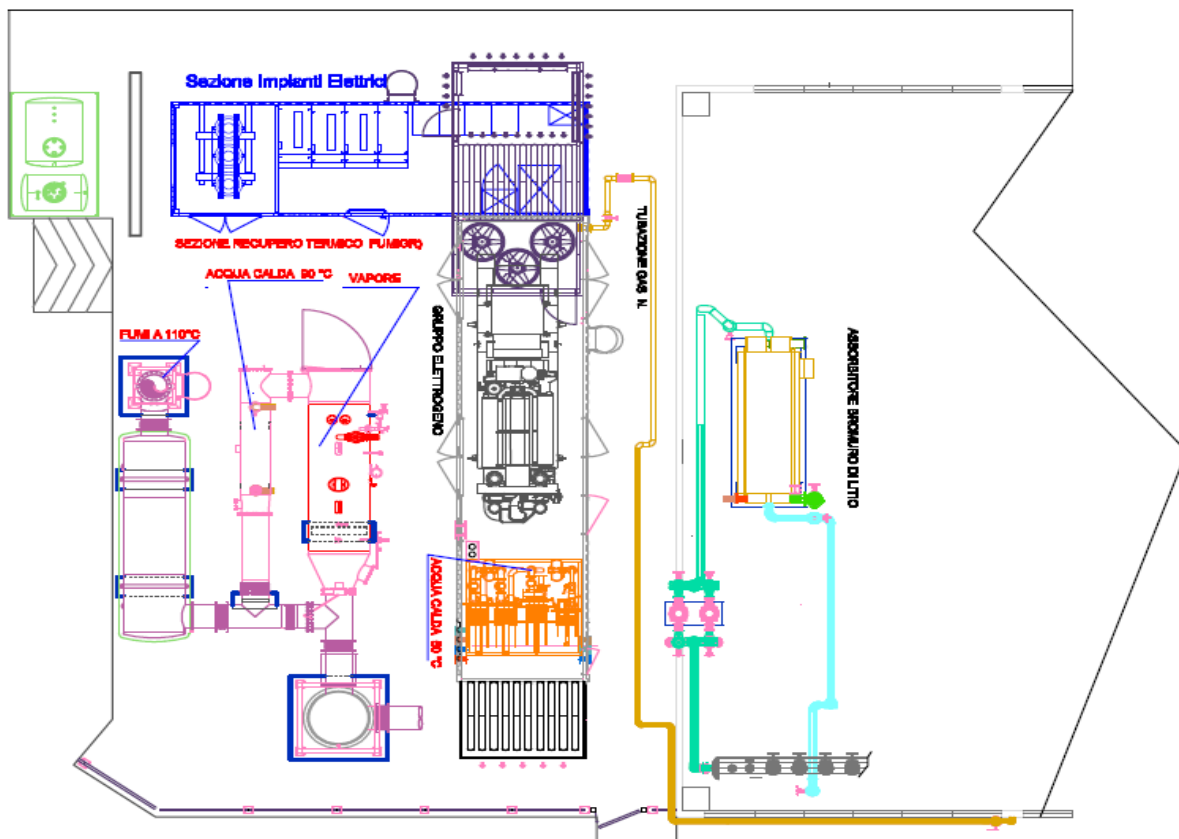 Sezione Impianti Elettrici
SEZIONE RECUPERO TERMICO FUMI(GR)
ACQUA CALDA 90 °C
VAPORE
FUMI A 110°C
GRUPPO ELETTROGENO
TUBAZIONE GAS N.
ASSORBITORE BROMURO DI LITIO
ACQUA CALDA 90 °C